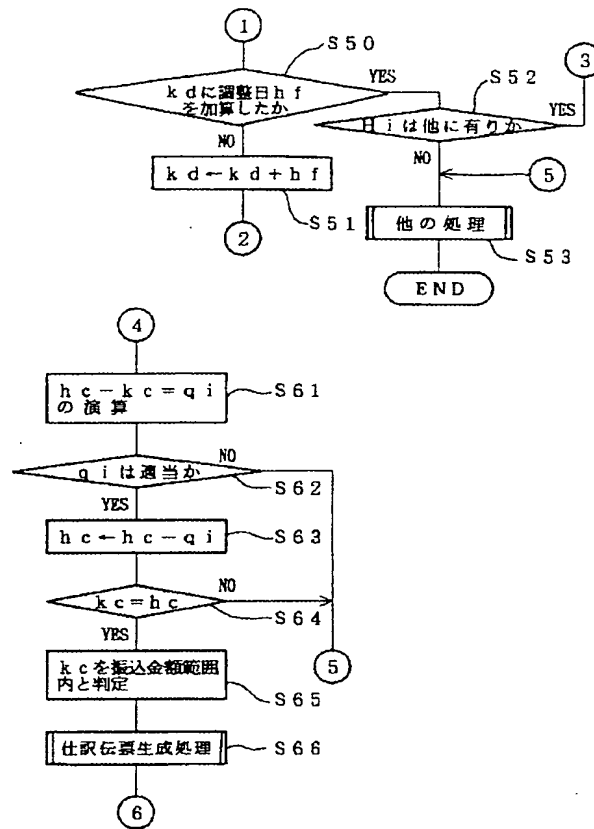 1
S50
kdに調整日hf
を加算したか
YES
S52
3
Hiは他に有りか
YES
NO
NO
kd←kd+hf
S51
2
5
他の処理
S53
END
4
hc-kc=qi
の演算
S61
qiは適当か
NO
S62
YES
hc←hc-qi
S63
kc=hc
NO
S64
YES
5
kcを振込金額範囲
内と判定
S65
仕訳伝票生成処理
S66
6